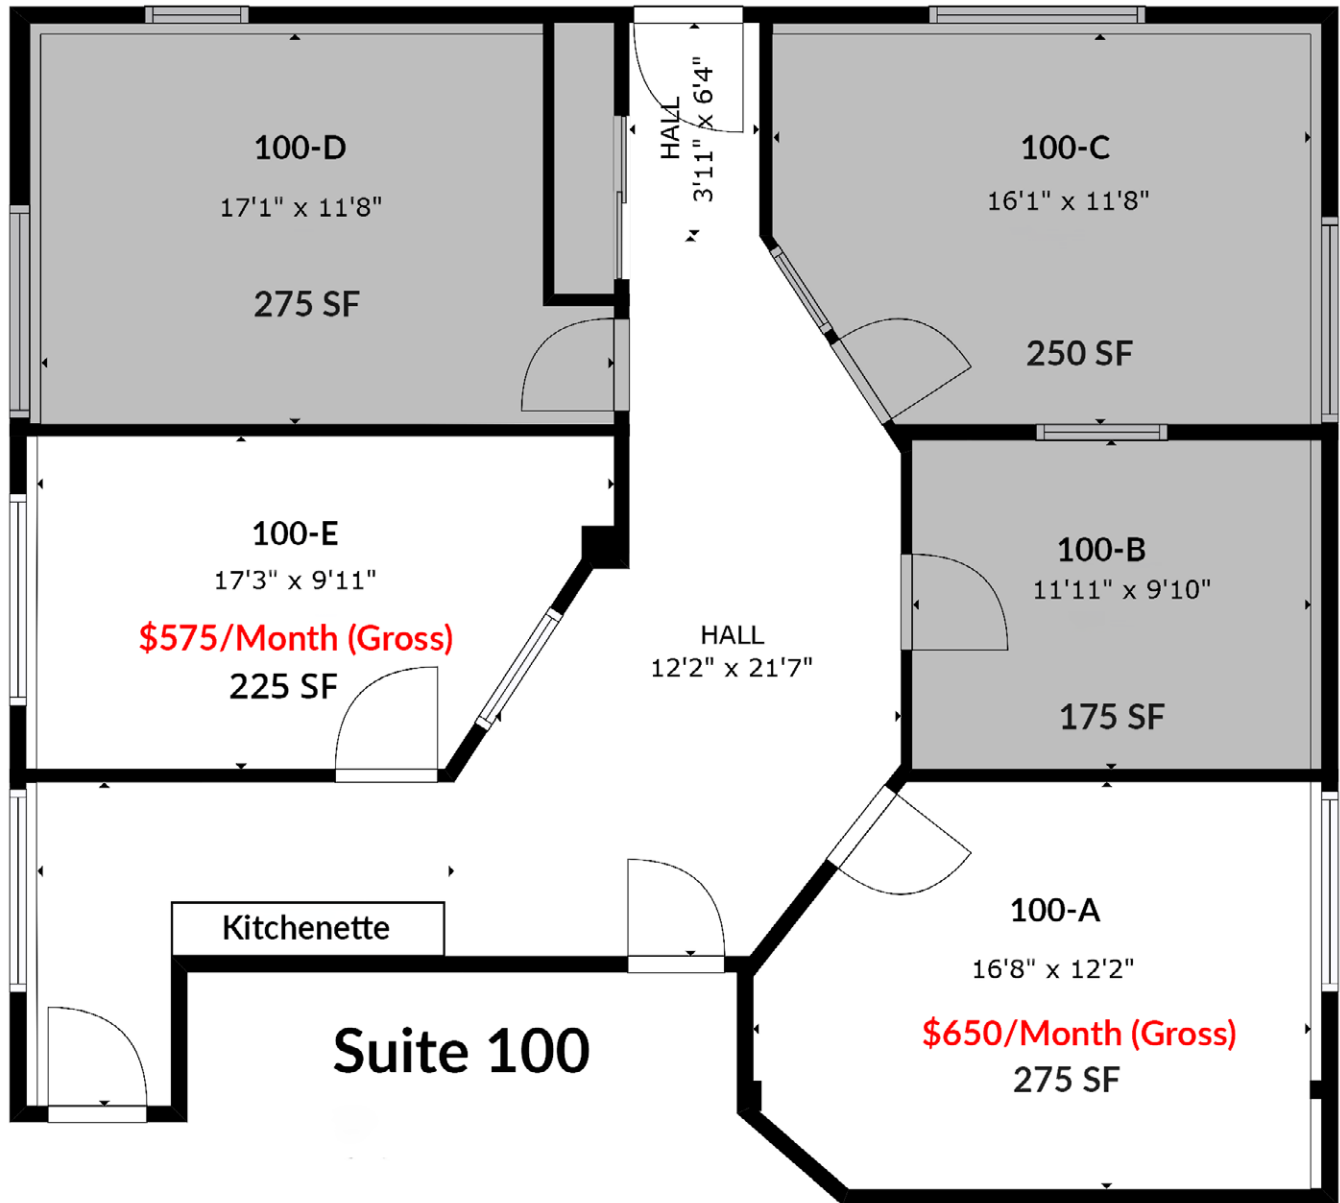 HALL
3'11" x 6'4"
100-D
17'1" x 11'8"
275 SF
100-C
16'1" x 11'8"
250 SF
100-E
17'3" x 9'11"
$575/Month (Gross)
225 SF
HALL
12'2" x 21'7"
100-B
11'11" x 9'10"
175 SF
Kitchenette
100-A
16'8" x 12'2"
$650/Month (Gross)
275 SF
Suite 100